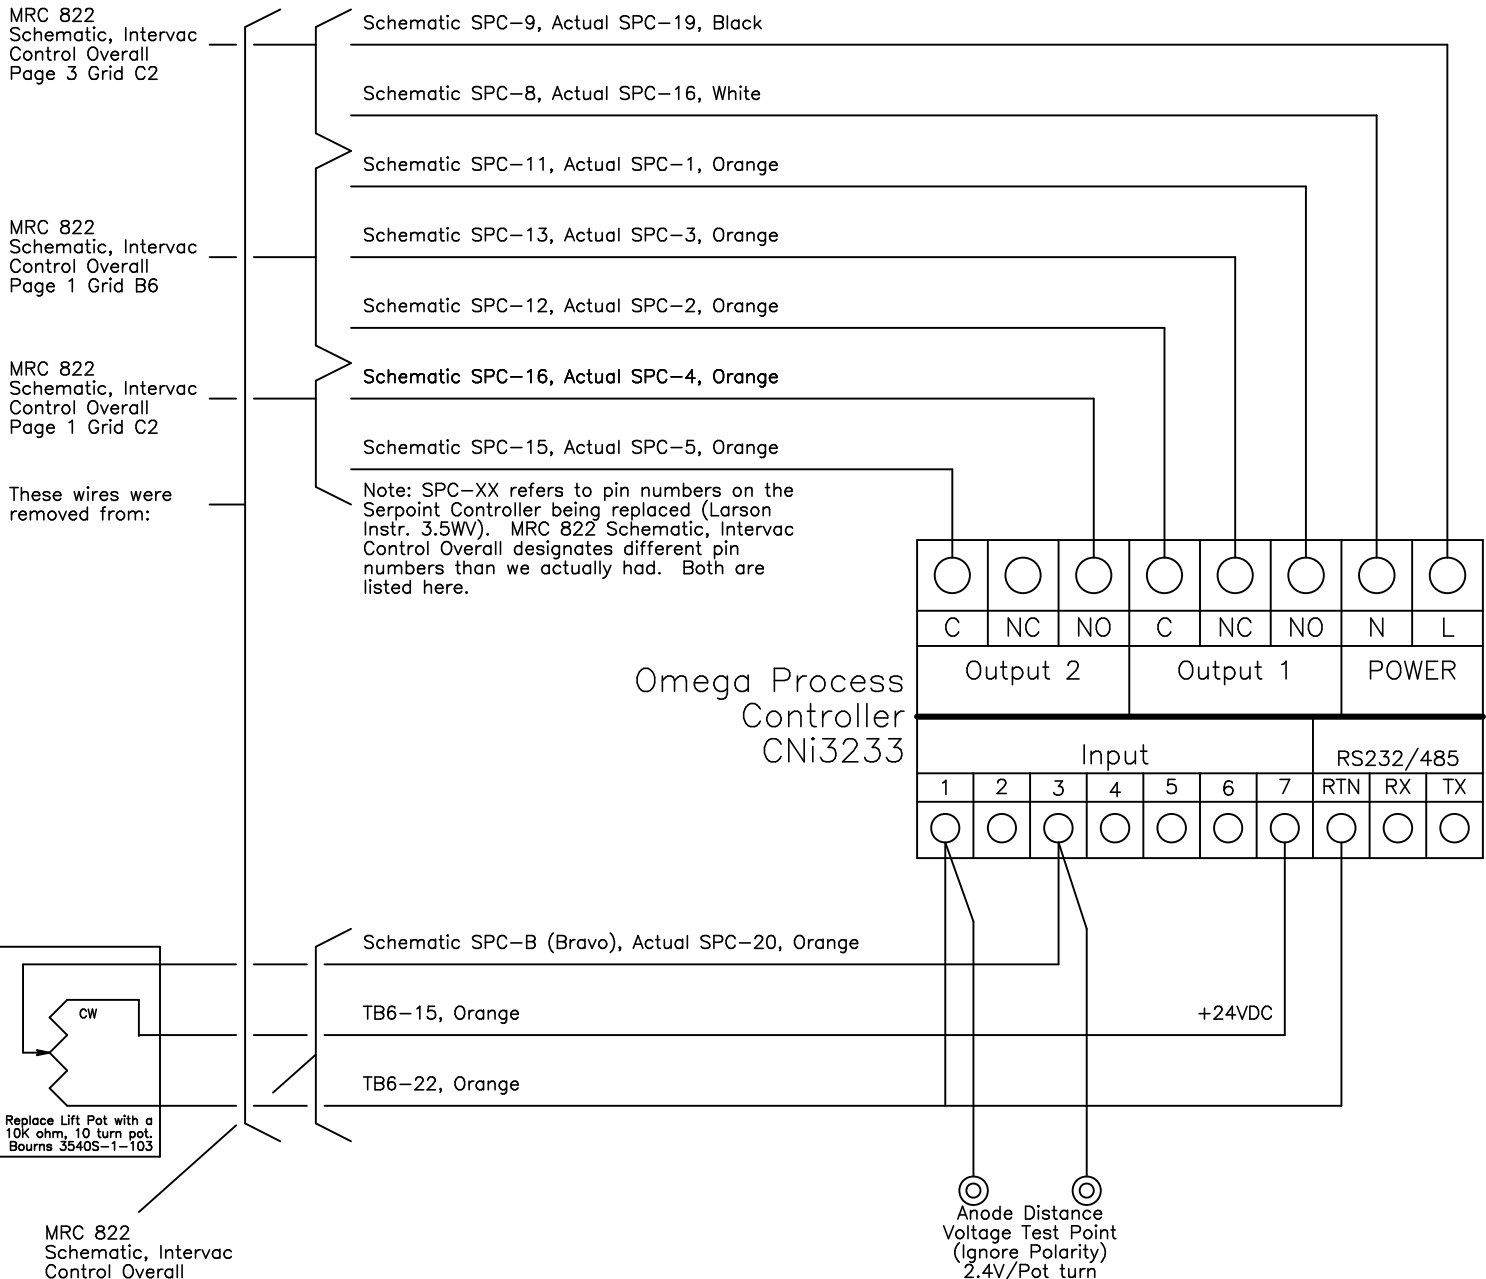 MRC 822
Schematic, Intervac
Control Overall
Page 3 Grid C2
Schematic SPC-9, Actual SPC-19, Black
Schematic SPC-8, Actual SPC-16, White
Schematic SPC-11, Actual SPC-1, Orange
MRC 822
Schematic, Intervac
Control Overall
Page 1 Grid B6
Schematic SPC-13, Actual SPC-3, Orange
Schematic SPC-12, Actual SPC-2, Orange
MRC 822
Schematic, Intervac
Control Overall
Page 1 Grid C2
Schematic SPC-16, Actual SPC-4, Orange
Schematic SPC-15, Actual SPC-5, Orange
These wires were
removed from:
Note: SPC-XX refers to pin numbers on the
Serpoint Controller being replaced (Larson
Instr. 3.5WV). MRC 822 Schematic, Intervac
Control Overall designates different pin
numbers than we actually had. Both are
listed here.
C NC NO C NC NO N L
Output 2 Output 1 POWER
Omega Process
Controller
CNi3233
Input RS232/485
1 2 3 4 5 6 7 RTN RX TX
Schematic SPC-B (Bravo), Actual SPC-20, Orange
TB6-15, Orange
+24VDC
TB6-22, Orange
CW
Replace Lift Pot with a
10K ohm, 10 turn pot.
Bourns 3540S-1-103
Anode Distance
Voltage Test Point
(Ignore Polarity)
2.4V/Pot turn
MRC 822
Schematic, Intervac
Control Overall